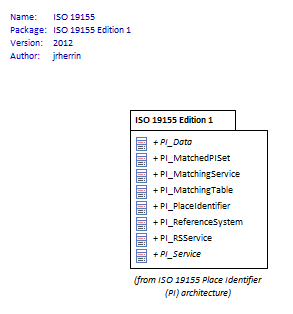 Name: ISO 19155
Package: ISO 19155 Edition 1
Version: 2012
Author: jrherrin
ISO 19155 Edition 1
+ PI_Data
+ PI_MatchedPISet
+ PI_MatchingService
+ PI_MatchingTable
+ PI_PlaceIdentifier
+ PI_ReferenceSystem
+ PI_RSService
+ PI_Service
(from ISO 19155 Place Identifier
(PI) architecture)